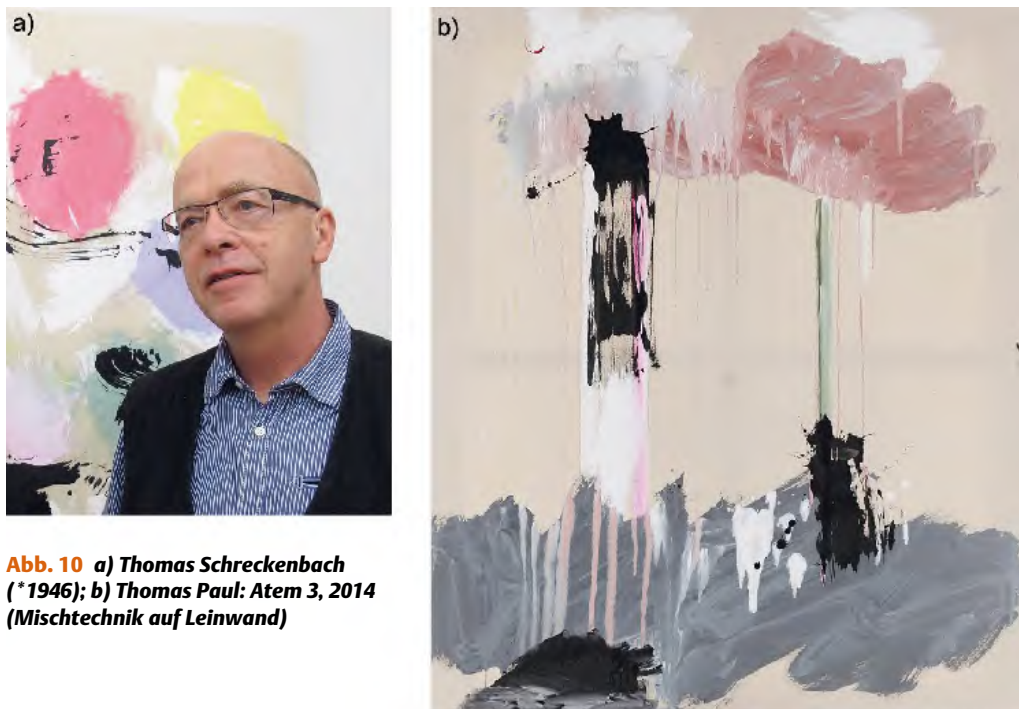 a)
b)
Abb. 10 a) Thomas Schreckenbach
(*1946); b) Thomas Paul: Atem 3, 2014
(Mischtechnik auf Leinwand)